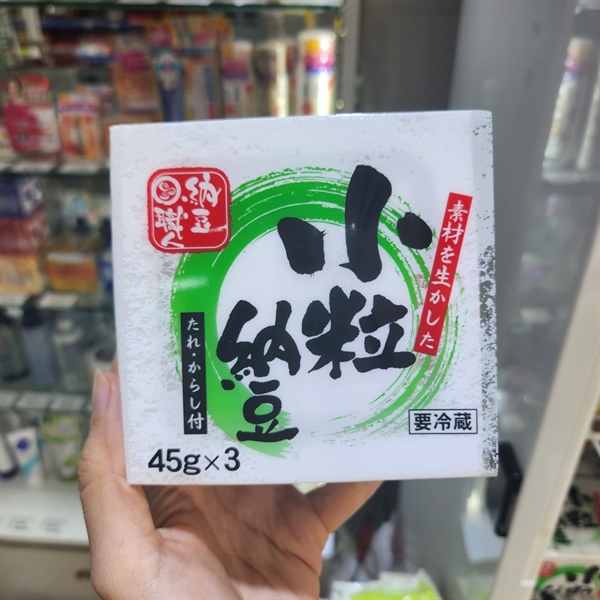 納豆職人
小粒
納豆
素材を生かした
たれ・からし付
要冷蔵
45g×3